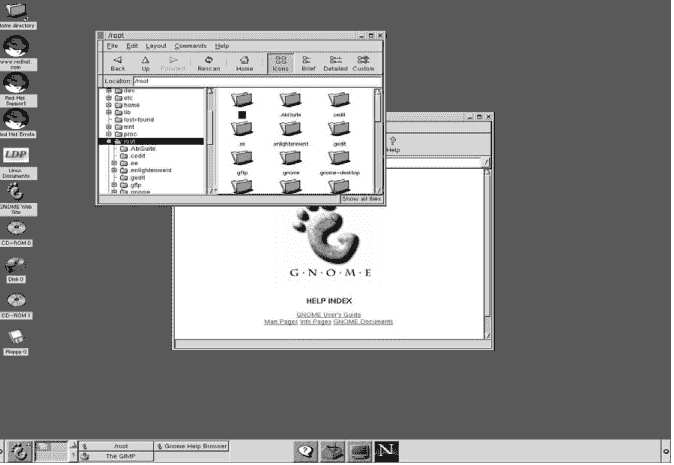 Home directory
www.redhat.
com
Red Hat
Support
Red Hat Errata
LDP
Linux
Documents
GNOME Web
Site
CD-ROM 0
Disk 0
CD-ROM 1
Floppy 0
/root
File Edit Layout Commands Help
Back Up Forward Rescan Home Icons Brief Detailed Custom
Location: /root
dev
etc
home
lib
lost+found
mnt
proc
root
.AbiSuite
.cedit
.ee
.enlightenment
.gedit
.gftp
.gnome
.AbiSuite .cedit
.ee .enlightenment .gedit
.gftp .gnome .gnome-desktop
Show all files
Help
G·N·O·M·E
HELP INDEX
GNOME User's Guide
Man Pages Info Pages GNOME Documents
/root
Gnome Help Browser
The GIMP
N